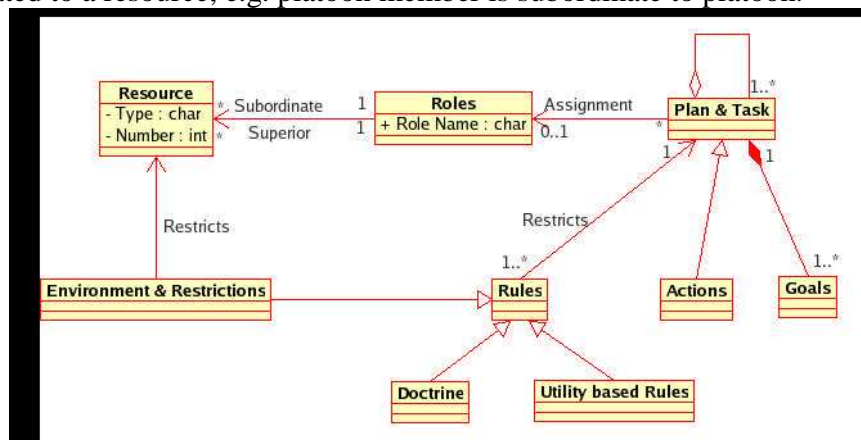 ted to a resource, e.g. platoon member is subordinate to platoon.
Resource
- Type : char
- Number : int
* Subordinate 1
* Superior 1
Roles
+ Role Name : char
Assignment
0..1 *
1..*
Plan & Task
1
1
Restricts
Restricts
1..*
1..*
Environment & Restrictions
Rules
Actions
Goals
Doctrine
Utility based Rules